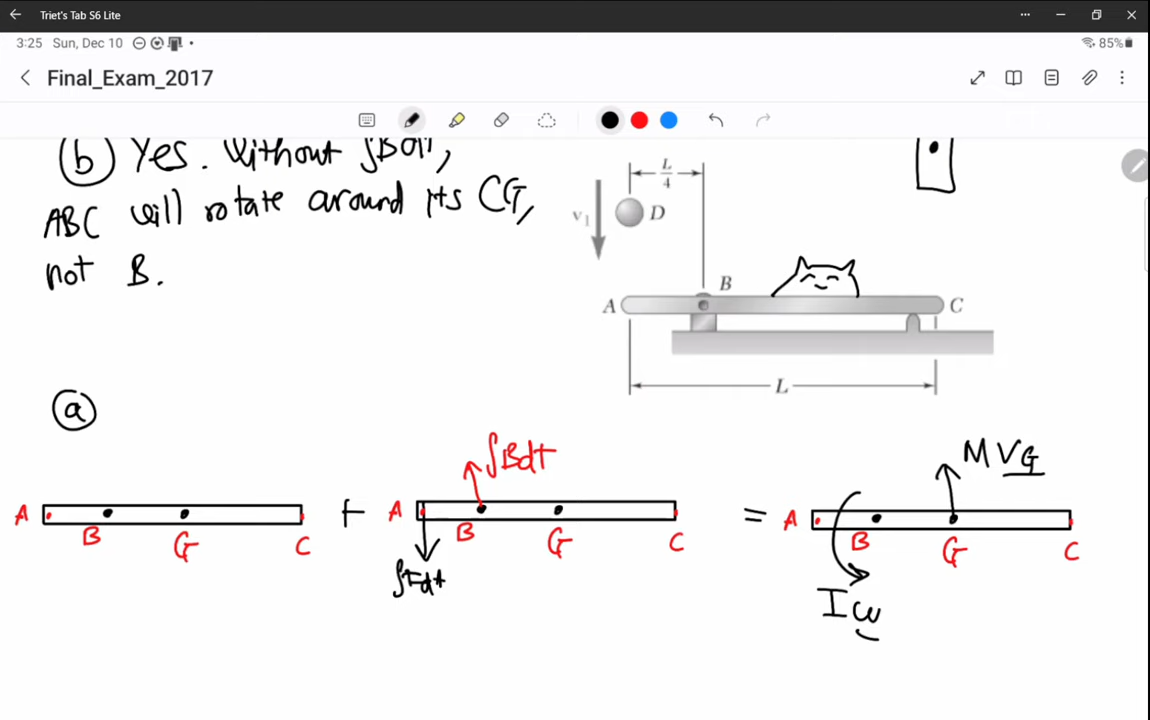 Triet's Tab S6 Lite
3:25 Sun, Dec 10 85%
Final_Exam_2017
(b) Yes. Without ∫Bdt,
ABC will rotate around its CG,
not B.
L/4
v1 D
B
A C
L
(a)
∫Bdt
A B G C + A B G C = A B G C
MVG
∫Fdt
Iω